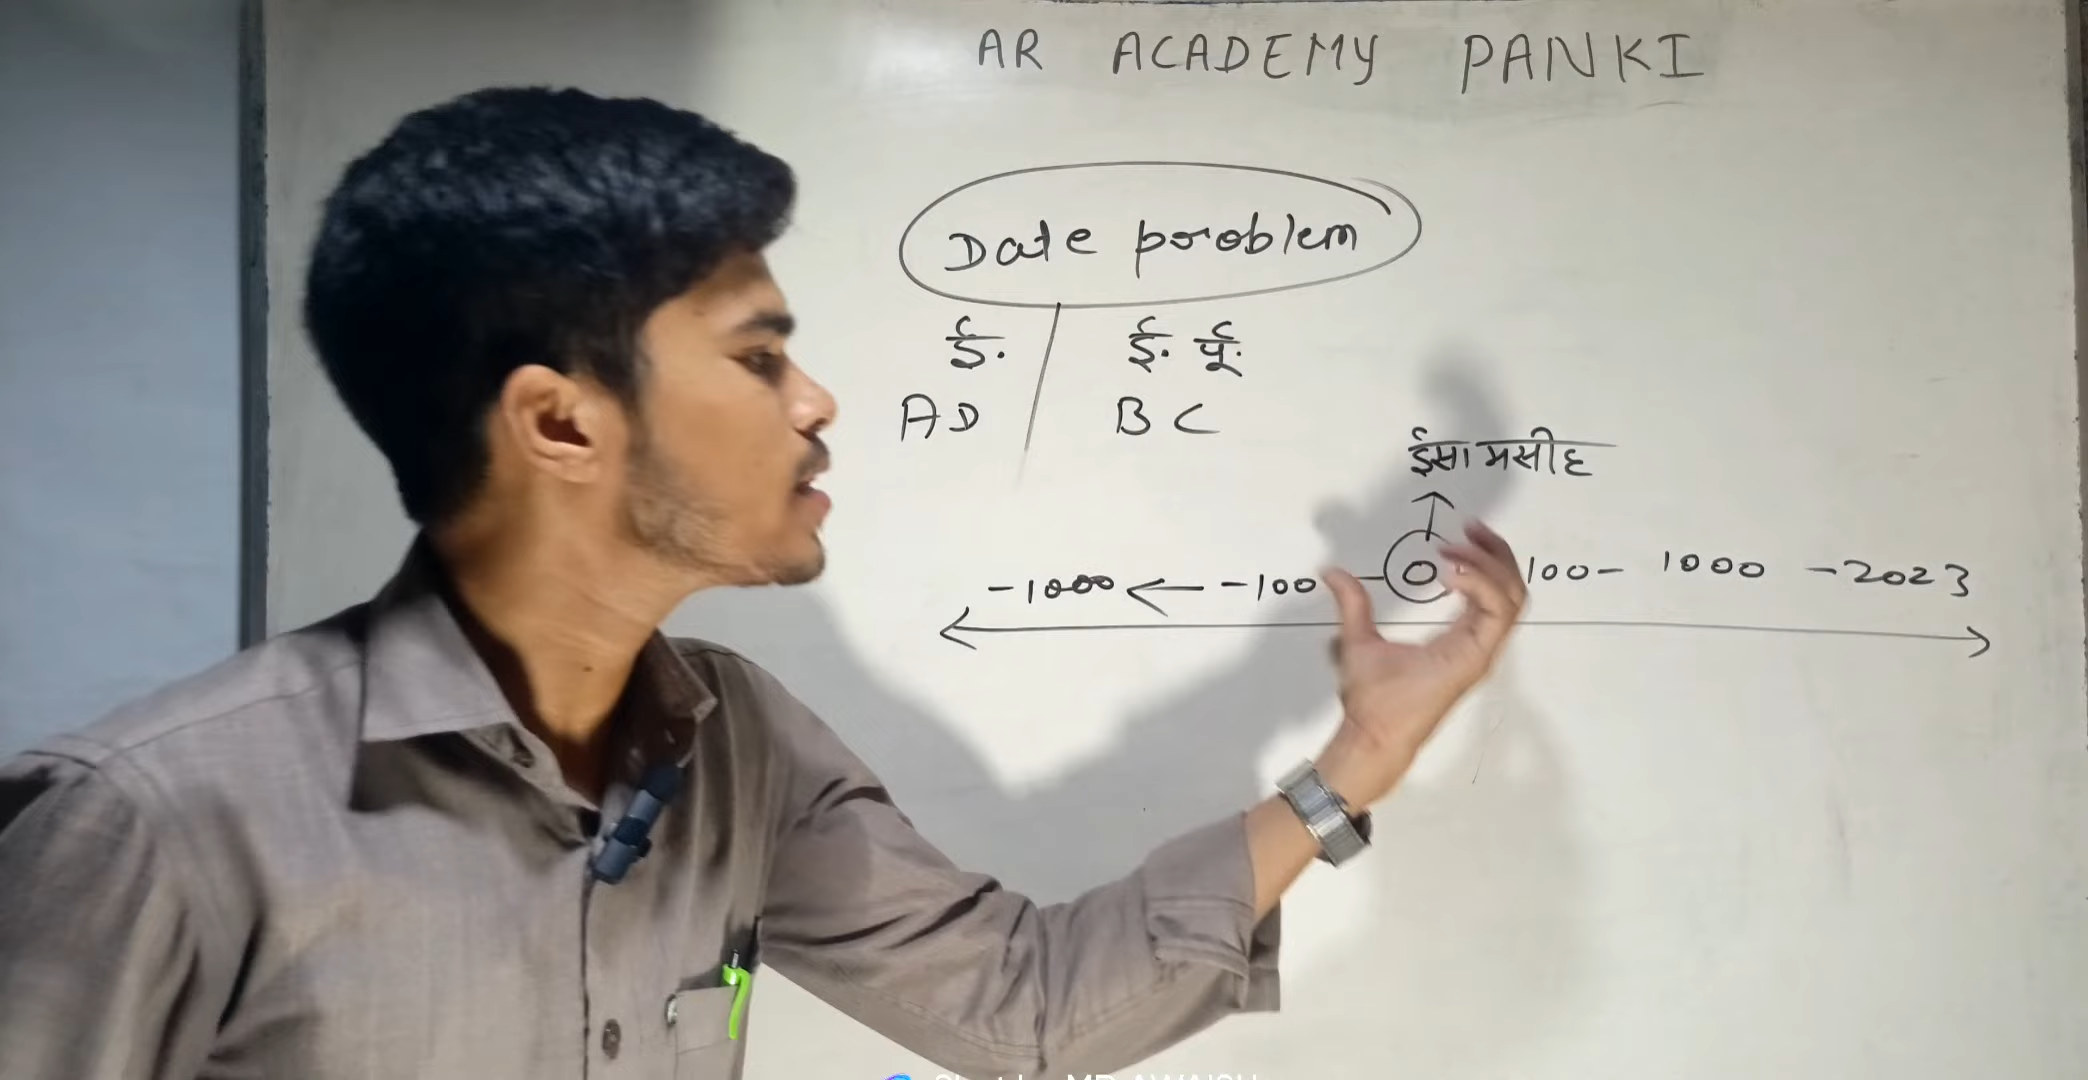 AR ACADEMY PANKI
Date problem
ई. ई. पू.
AD BC
ईसा मसीह
-1000 ← -100 - 0 100 - 1000 - 2023